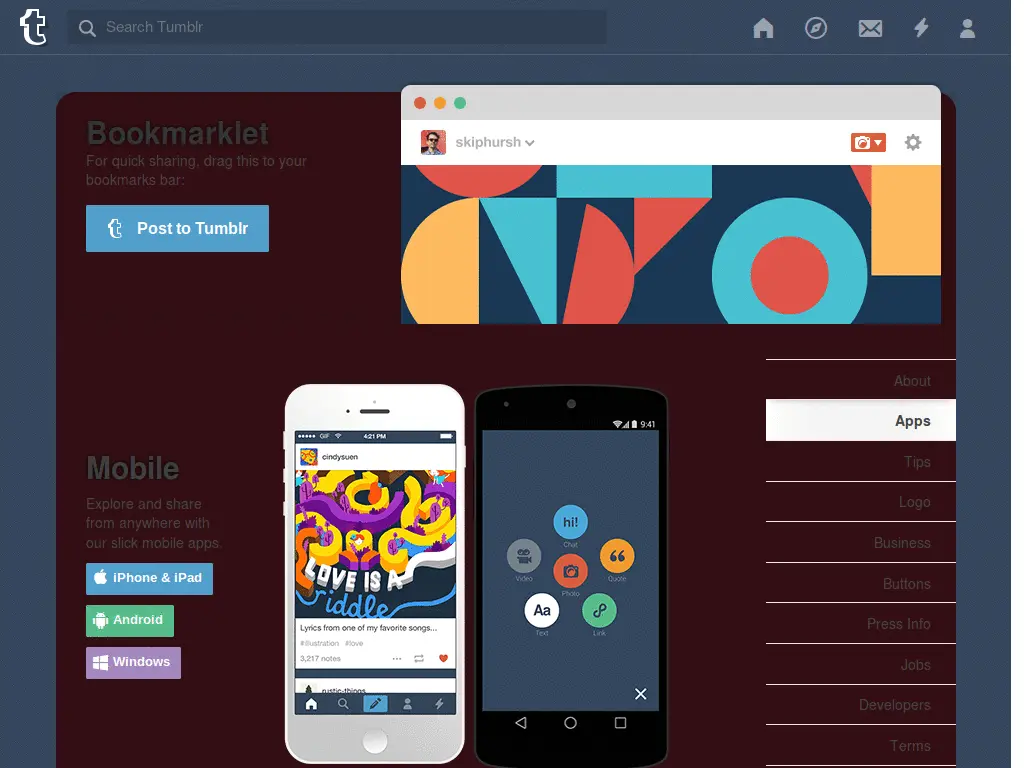 Search Tumblr
Bookmarklet
For quick sharing, drag this to your
bookmarks bar:
Post to Tumblr
skiphursh
Mobile
Explore and share
from anywhere with
our slick mobile apps.
iPhone & iPad
Android
Windows
GIF 4:21 PM
cindysuen
LOVE IS A
riddle
Lyrics from one of my favorite songs...
#illustration #love
3,217 notes
rustic-things
9:41
hi!
Chat
Video
Quote
Photo
Aa
Text
Link
About
Apps
Tips
Logo
Business
Buttons
Press Info
Jobs
Developers
Terms